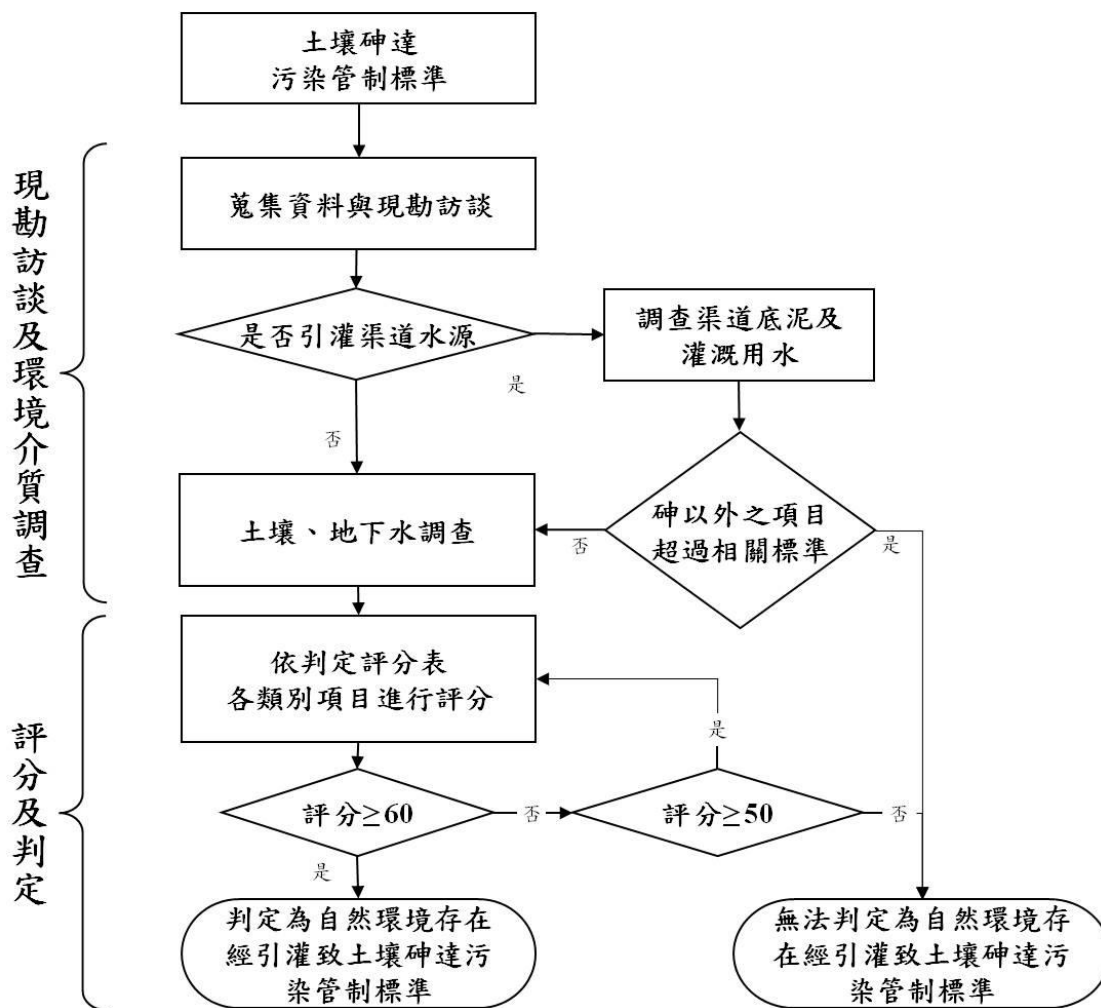 土壤砷達
污染管制標準
現勘訪談及環境介質調查
蒐集資料與現勘訪談
是否引灌渠道水源
是
調查渠道底泥及
灌溉用水
否
砷以外之項目
超過相關標準
否
是
土壤、地下水調查
評分及判定
依判定評分表
各類別項目進行評分
是
評分≥60
否
評分≥50
否
是
判定為自然環境存在
經引灌致土壤砷達污
染管制標準
無法判定為自然環境存
在經引灌致土壤砷達污
染管制標準